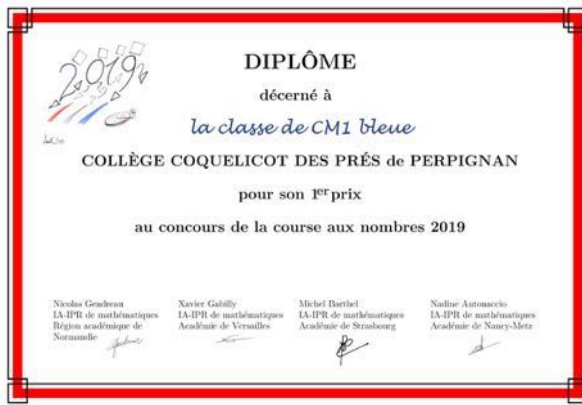 2019
DIPLÔME
décerné à
la classe de CM1 bleue
COLLÈGE COQUELICOT DES PRÉS de PERPIGNAN
pour son 1er prix
au concours de la course aux nombres 2019
Nicolas Gendreau
IA-IPR de mathématiques
Région académique de
Normandie
Xavier Gabilly
IA-IPR de mathématiques
Académie de Versailles
Michel Barthel
IA-IPR de mathématiques
Académie de Strasbourg
Nadine Antonaccio
IA-IPR de mathématiques
Académie de Nancy-Metz